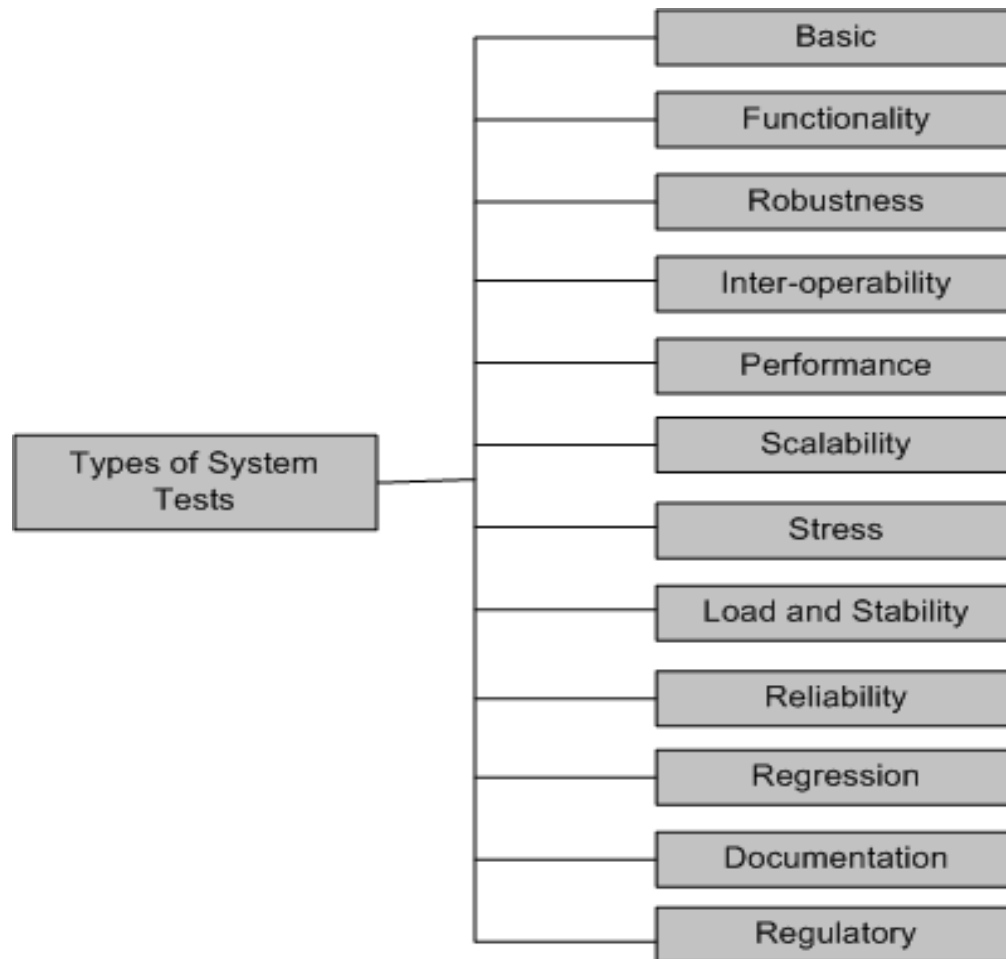 Basic
Functionality
Robustness
Inter-operability
Performance
Types of System
Tests
Scalability
Stress
Load and Stability
Reliability
Regression
Documentation
Regulatory